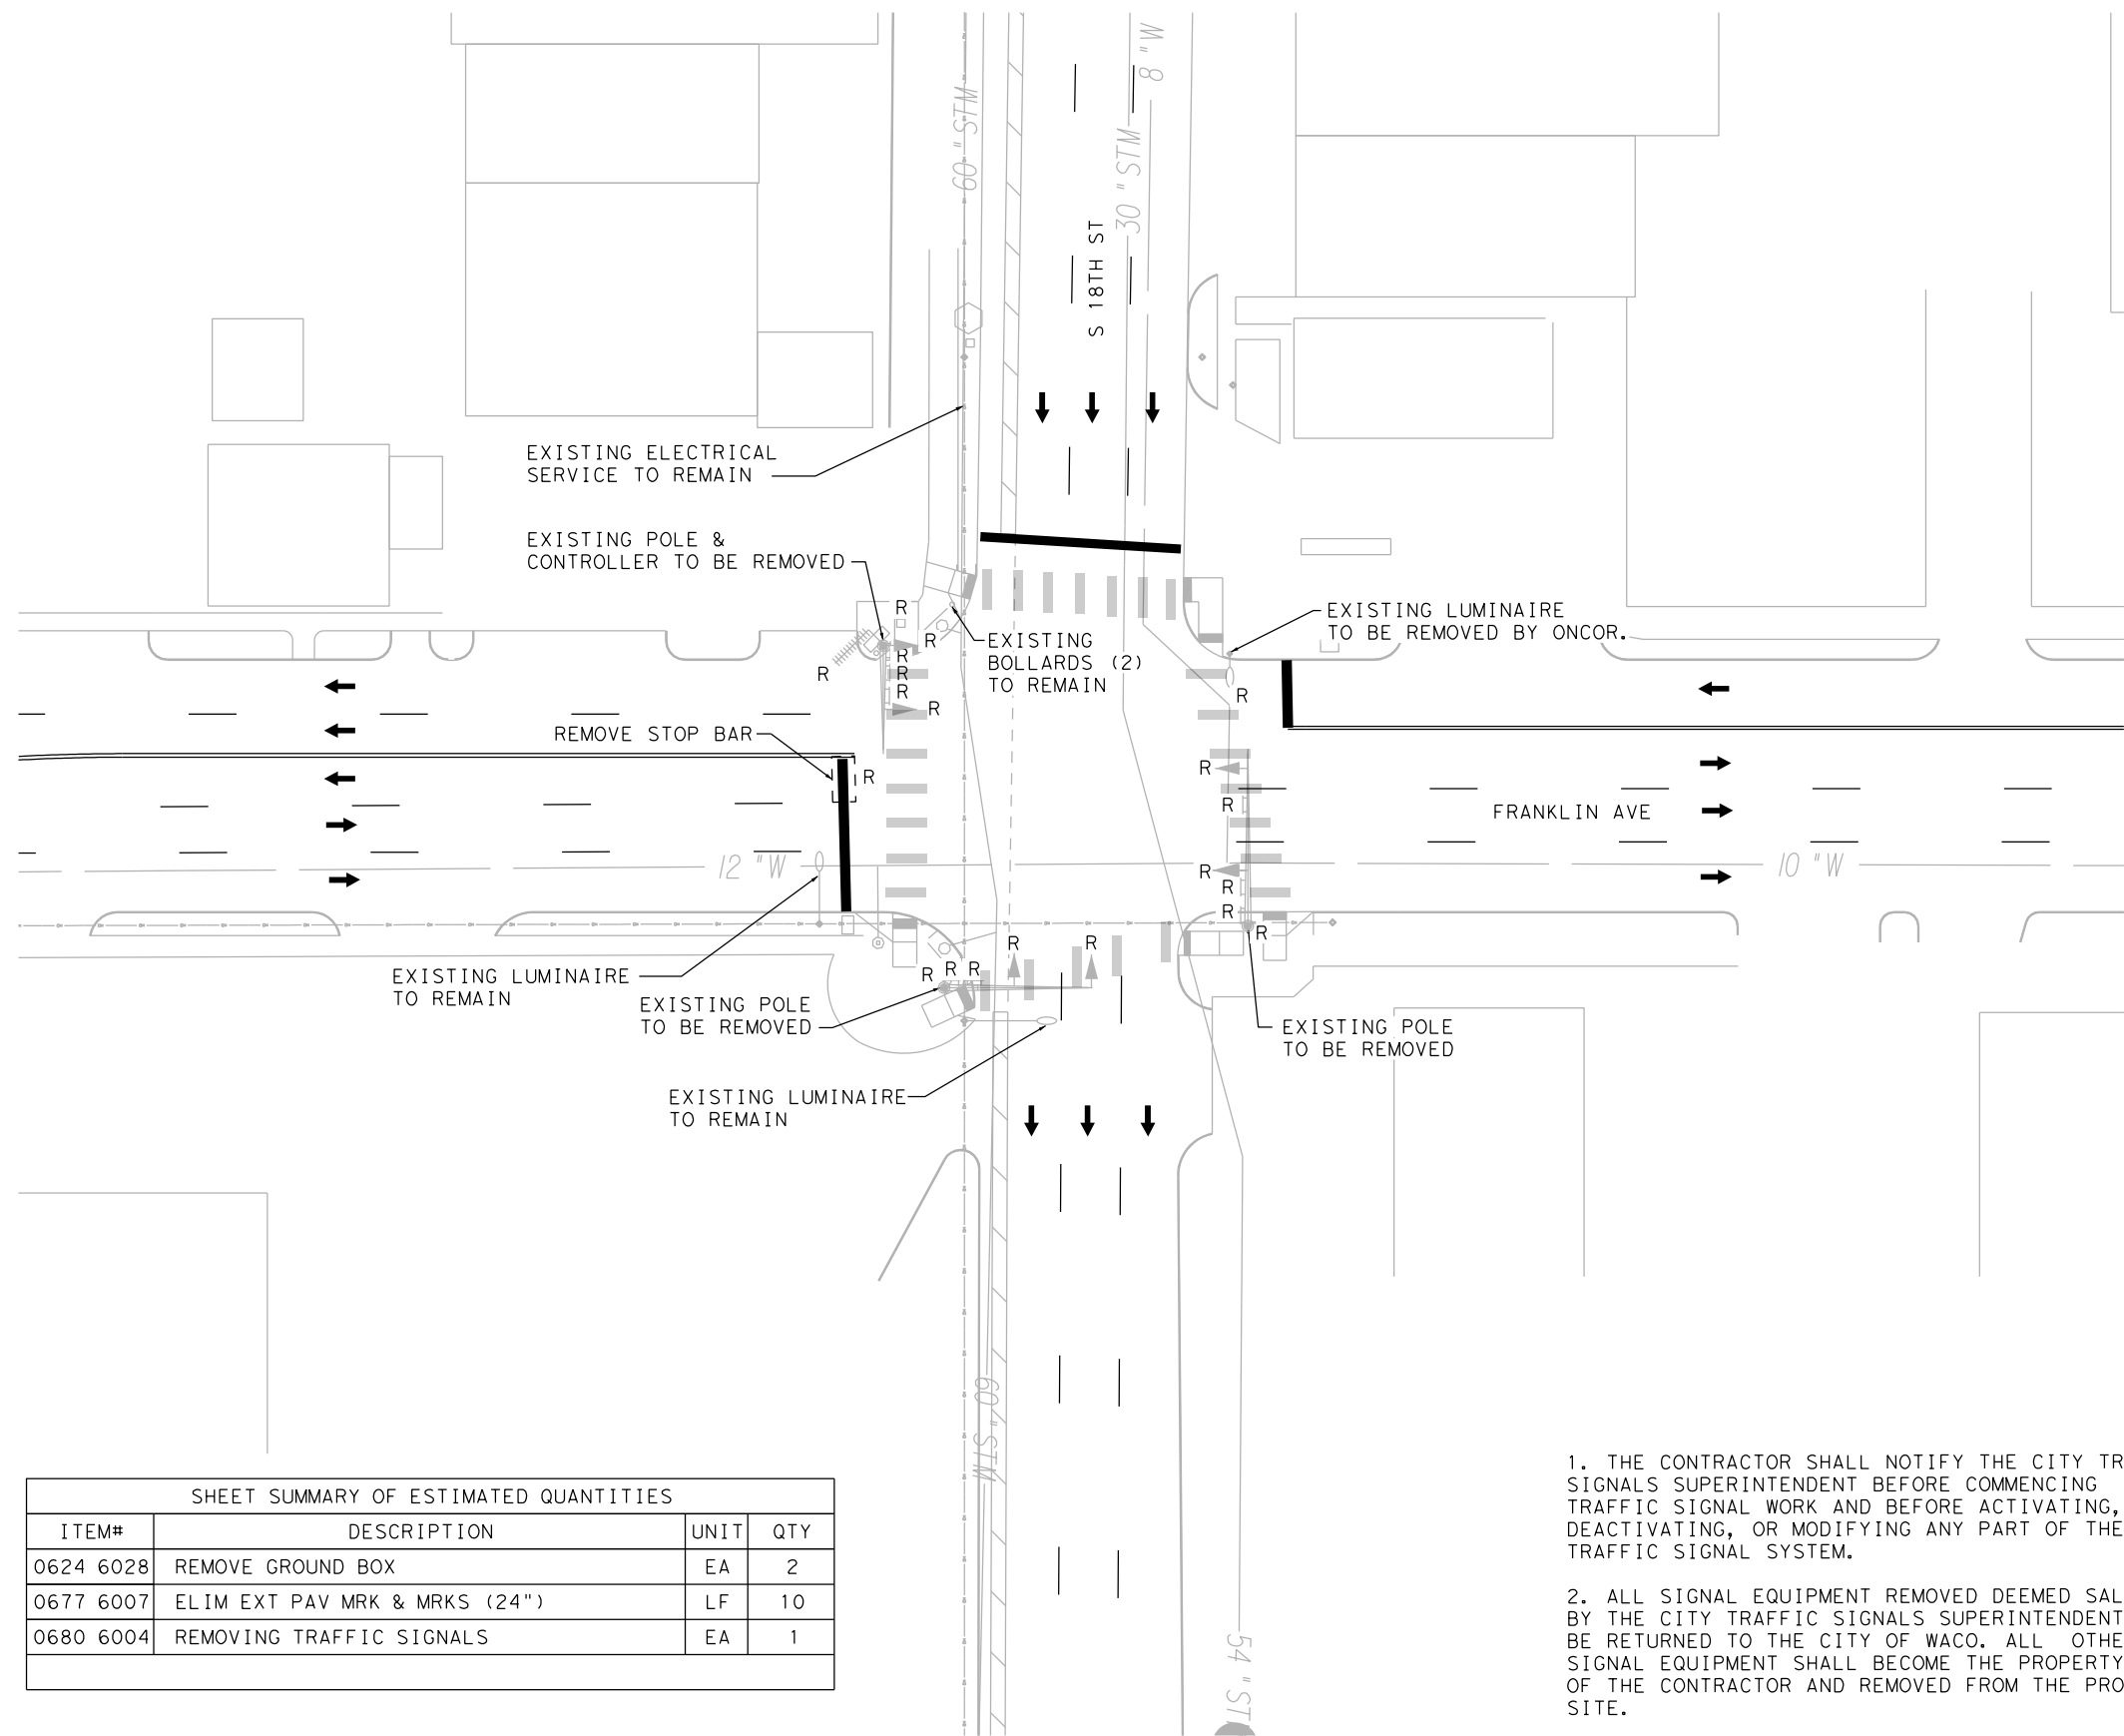 8 "W
60 "STM
30 "STM
S 18TH ST
EXISTING ELECTRICAL
SERVICE TO REMAIN
EXISTING POLE &
CONTROLLER TO BE REMOVED
R
R
R
R
R
R
R
EXISTING
BOLLARDS (2)
TO REMAIN
EXISTING LUMINAIRE
TO BE REMOVED BY ONCOR.
R
REMOVE STOP BAR
R
R
R
FRANKLIN AVE
12 "W
10 "W
R
R
R
R
EXISTING LUMINAIRE
TO REMAIN
R
R
R
R
R
EXISTING POLE
TO BE REMOVED
EXISTING POLE
TO BE REMOVED
EXISTING LUMINAIRE
TO REMAIN
60 "STM
54 "ST
SHEET SUMMARY OF ESTIMATED QUANTITIES
ITEM# DESCRIPTION UNIT QTY
0624 6028 REMOVE GROUND BOX EA 2
0677 6007 ELIM EXT PAV MRK & MRKS (24") LF 10
0680 6004 REMOVING TRAFFIC SIGNALS EA 1
1. THE CONTRACTOR SHALL NOTIFY THE CITY TR
SIGNALS SUPERINTENDENT BEFORE COMMENCING
TRAFFIC SIGNAL WORK AND BEFORE ACTIVATING,
DEACTIVATING, OR MODIFYING ANY PART OF THE
TRAFFIC SIGNAL SYSTEM.
2. ALL SIGNAL EQUIPMENT REMOVED DEEMED SAL
BY THE CITY TRAFFIC SIGNALS SUPERINTENDENT
BE RETURNED TO THE CITY OF WACO. ALL OTHE
SIGNAL EQUIPMENT SHALL BECOME THE PROPERTY
OF THE CONTRACTOR AND REMOVED FROM THE PRO
SITE.